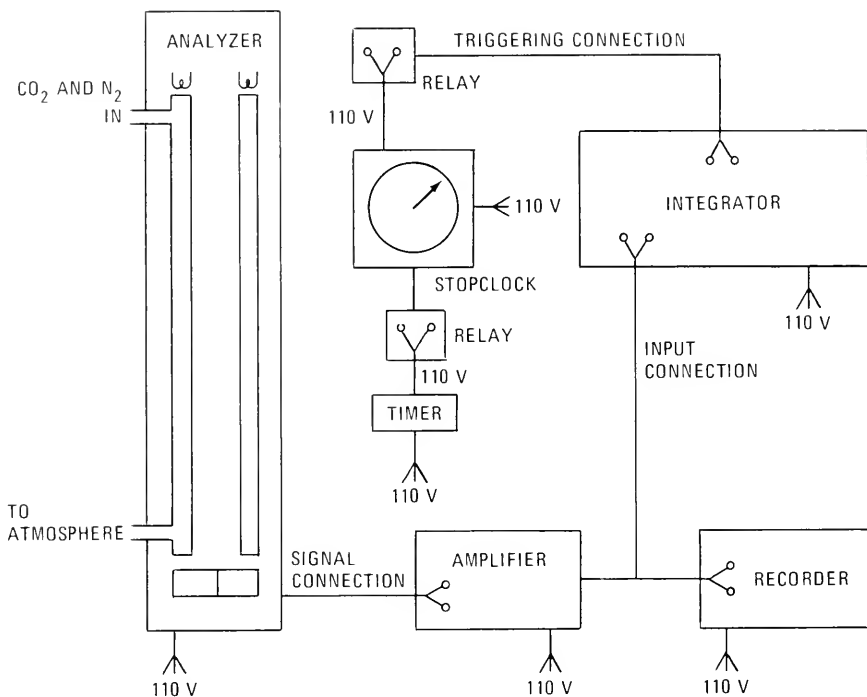 ANALYZER
CO₂ AND N₂
IN
TO
ATMOSPHERE
110 V
SIGNAL
CONNECTION
RELAY
TRIGGERING CONNECTION
110 V
110 V
STOPCLOCK
RELAY
110 V
TIMER
110 V
INTEGRATOR
110 V
INPUT
CONNECTION
AMPLIFIER
110 V
RECORDER
110 V